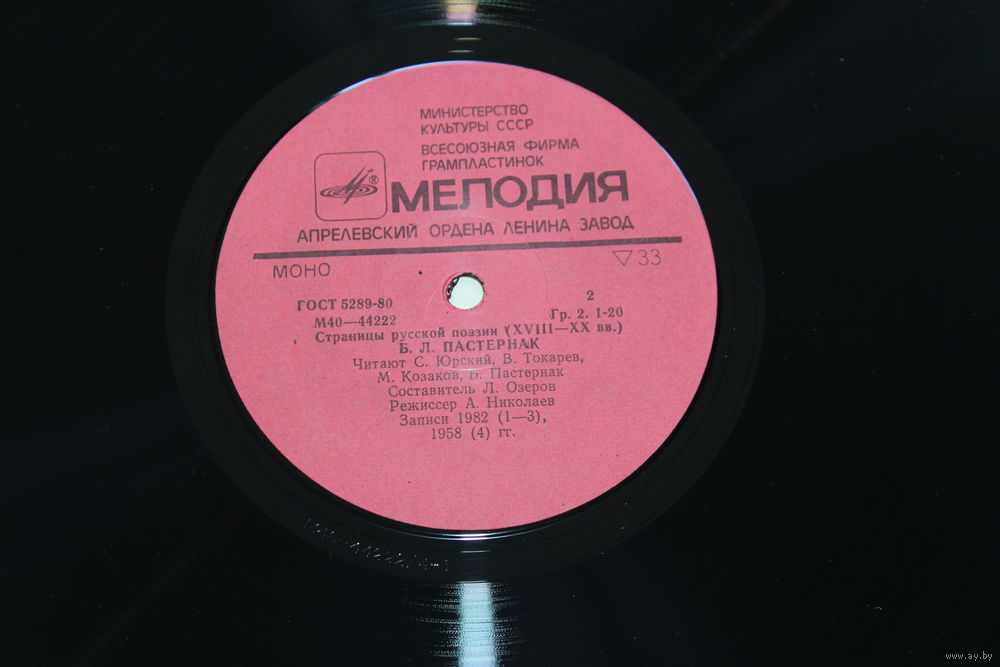 МИНИСТЕРСТВО
КУЛЬТУРЫ СССР
ВСЕСОЮЗНАЯ ФИРМА
ГРАМПЛАСТИНОК
® МЕЛОДИЯ
АПРЕЛЕВСКИЙ ОРДЕНА ЛЕНИНА ЗАВОД
МОНО ▽33
ГОСТ 5289-80 2
М40—44222 Гр. 2. 1-20
Страницы русской поэзии (XVIII—XX вв.)
Б. Л. ПАСТЕРНАК
Читают С. Юрский, В. Токарев,
М. Козаков, Б. Пастернак
Составитель Л. Озеров
Режиссер А. Николаев
Записи 1982 (1—3),
1958 (4) гг.
www.ay.by